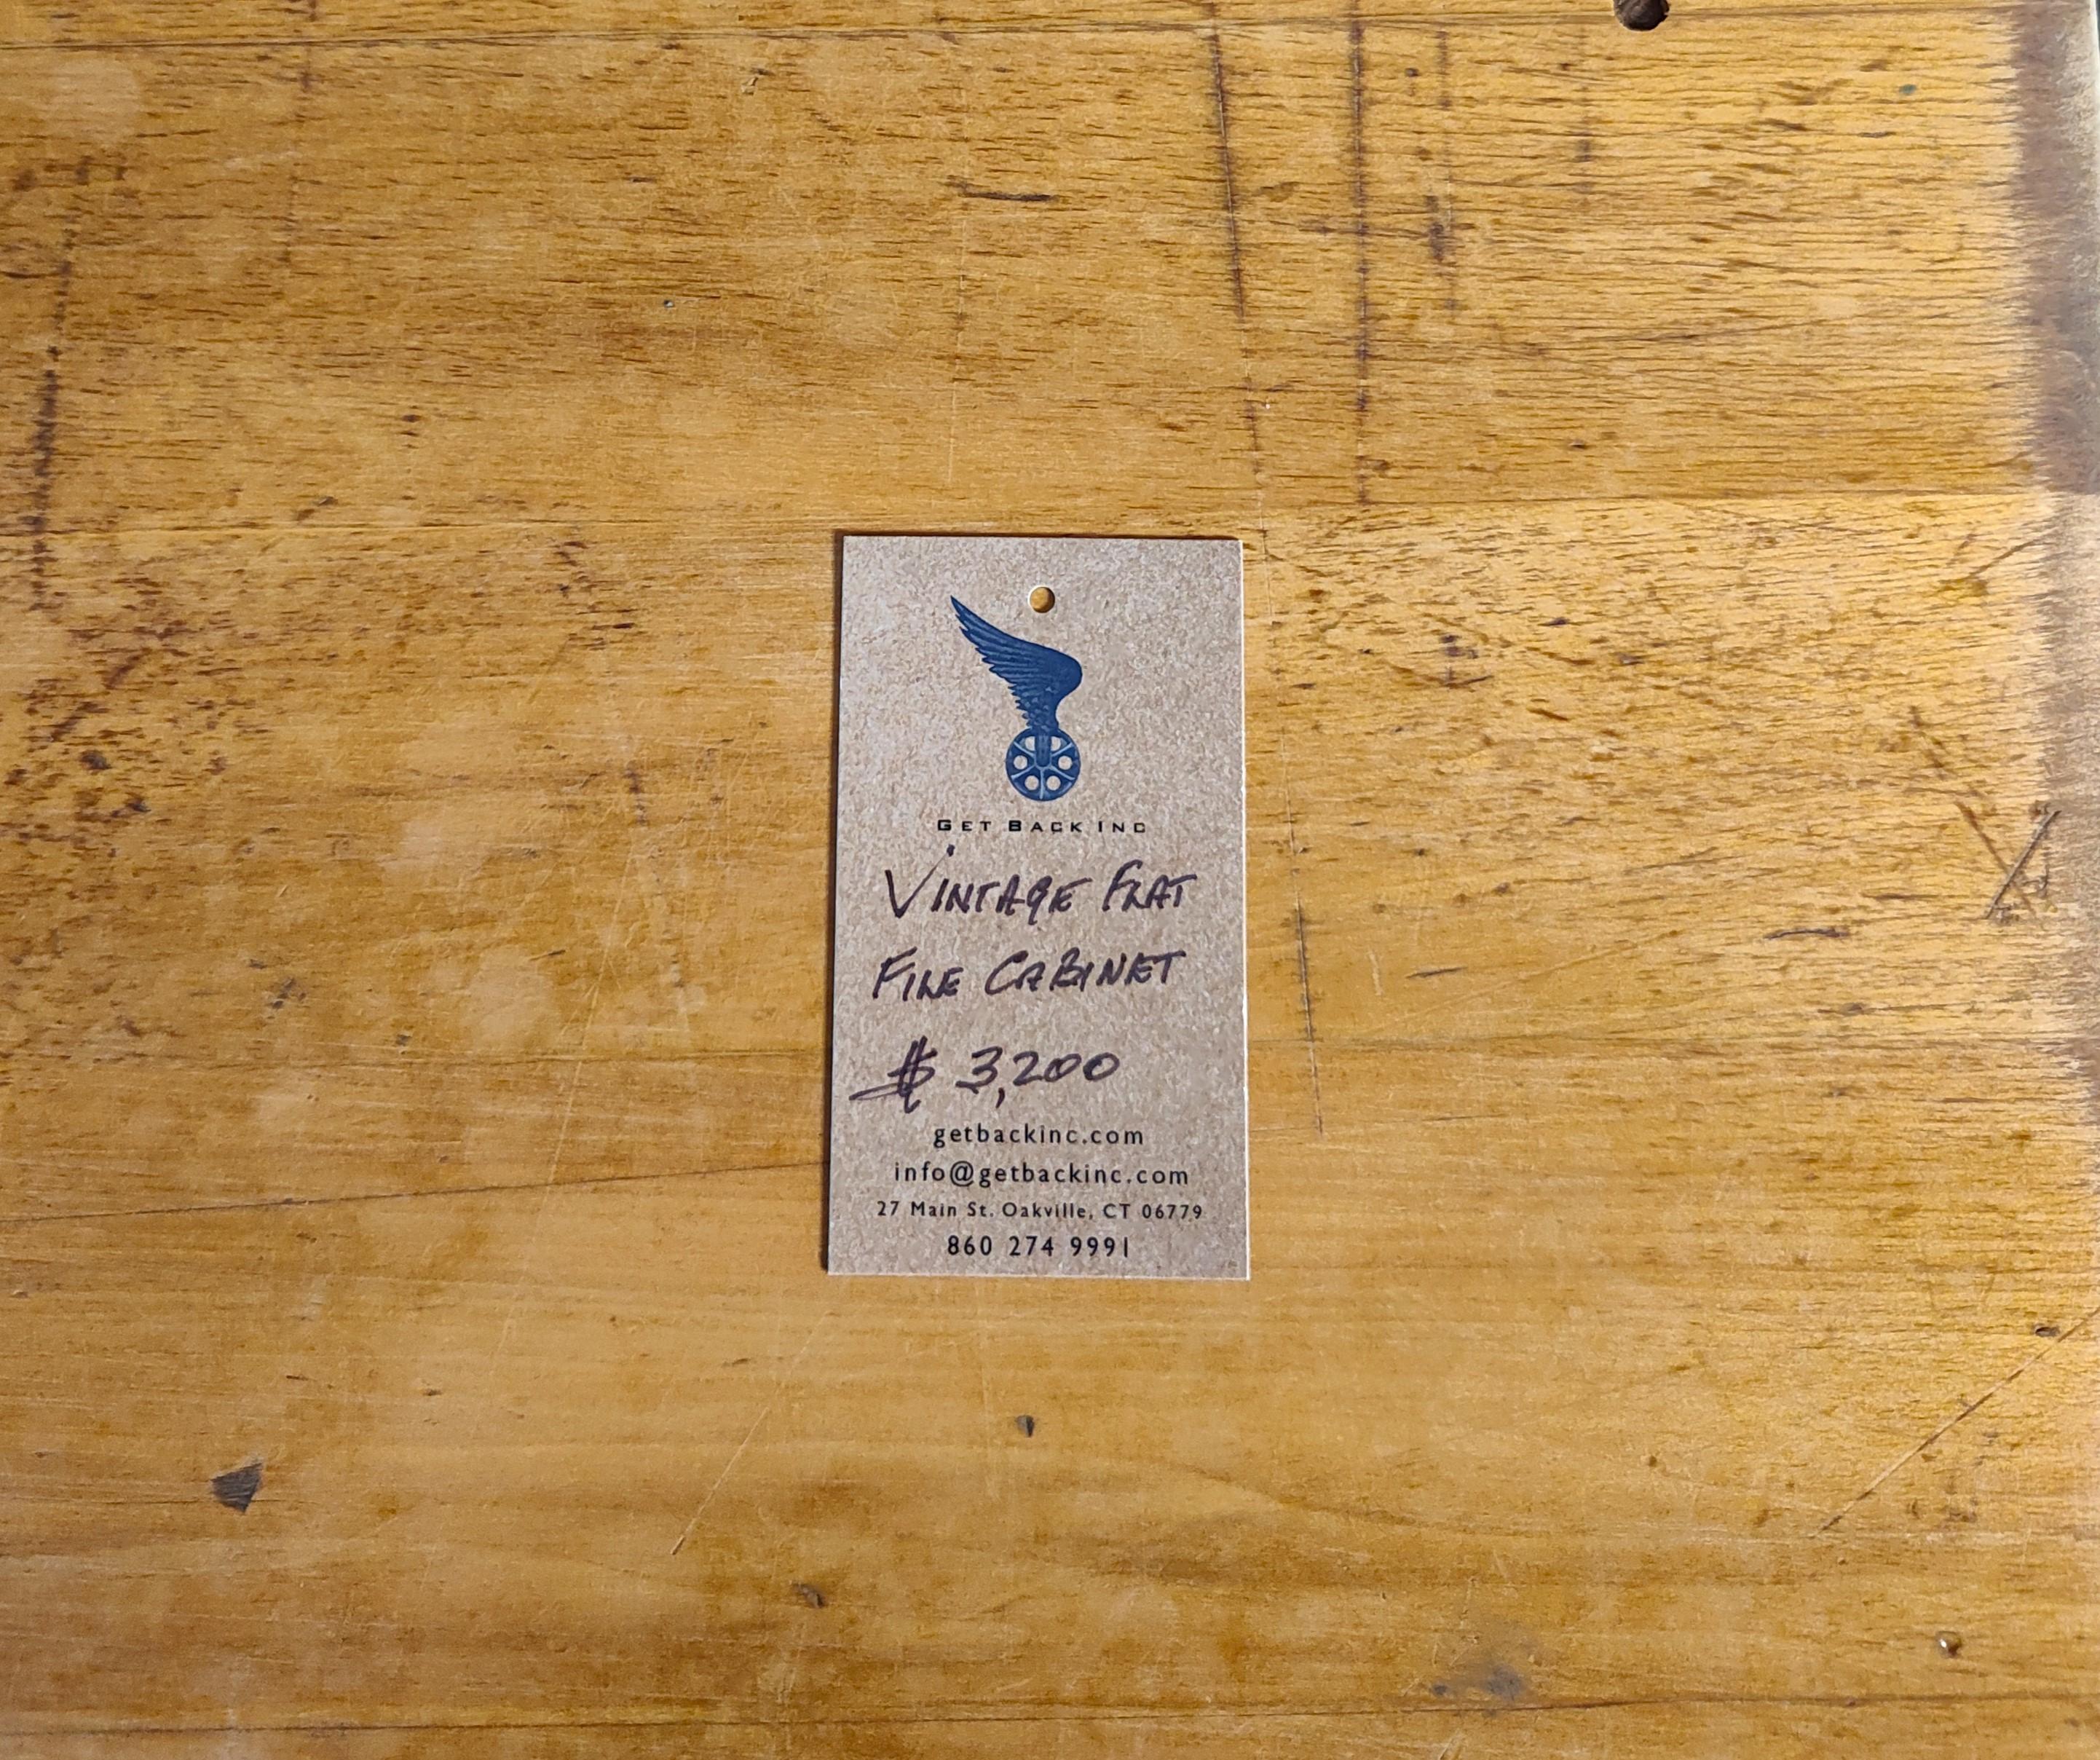 GET BACK INC
VINTAGE FLAT
FILE CABINET
$ 3,200
getbackinc.com
info@getbackinc.com
27 Main St. Oakville, CT 06779
860 274 9991